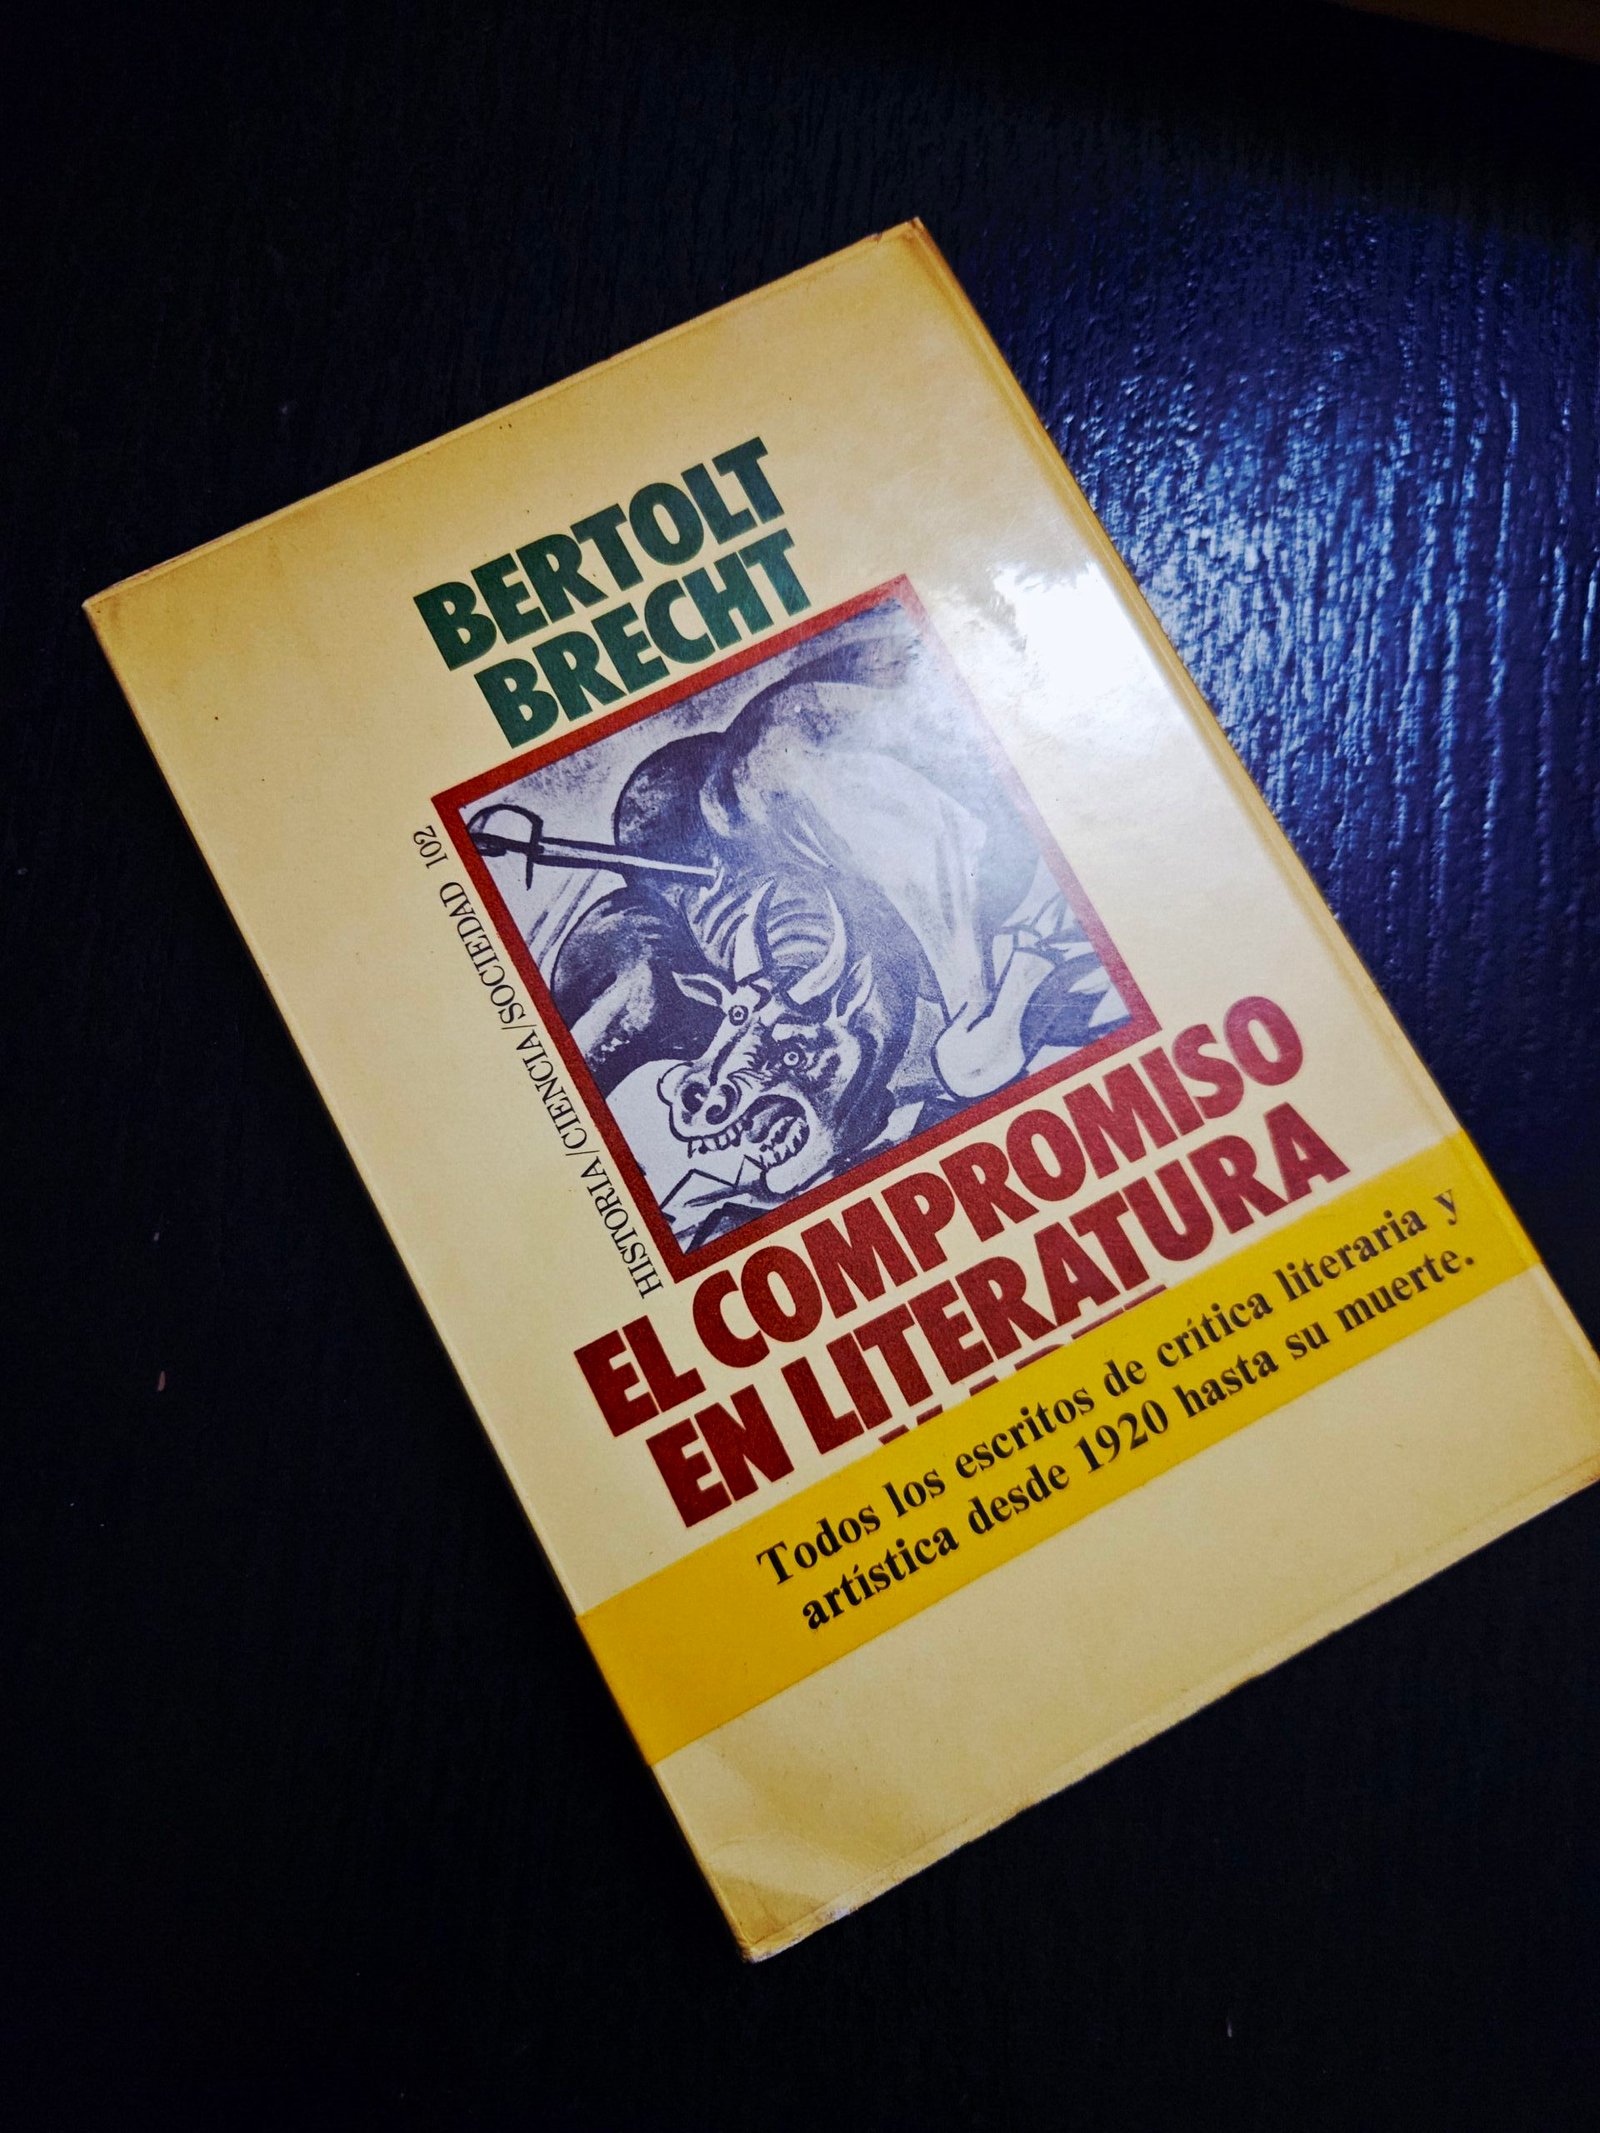 BERTOLT
BRECHT
HISTORIA/CIENCIA/SOCIEDAD 102
EL COMPROMISO
EN LITERATURA
Todos los escritos de crítica literaria y
artística desde 1920 hasta su muerte.